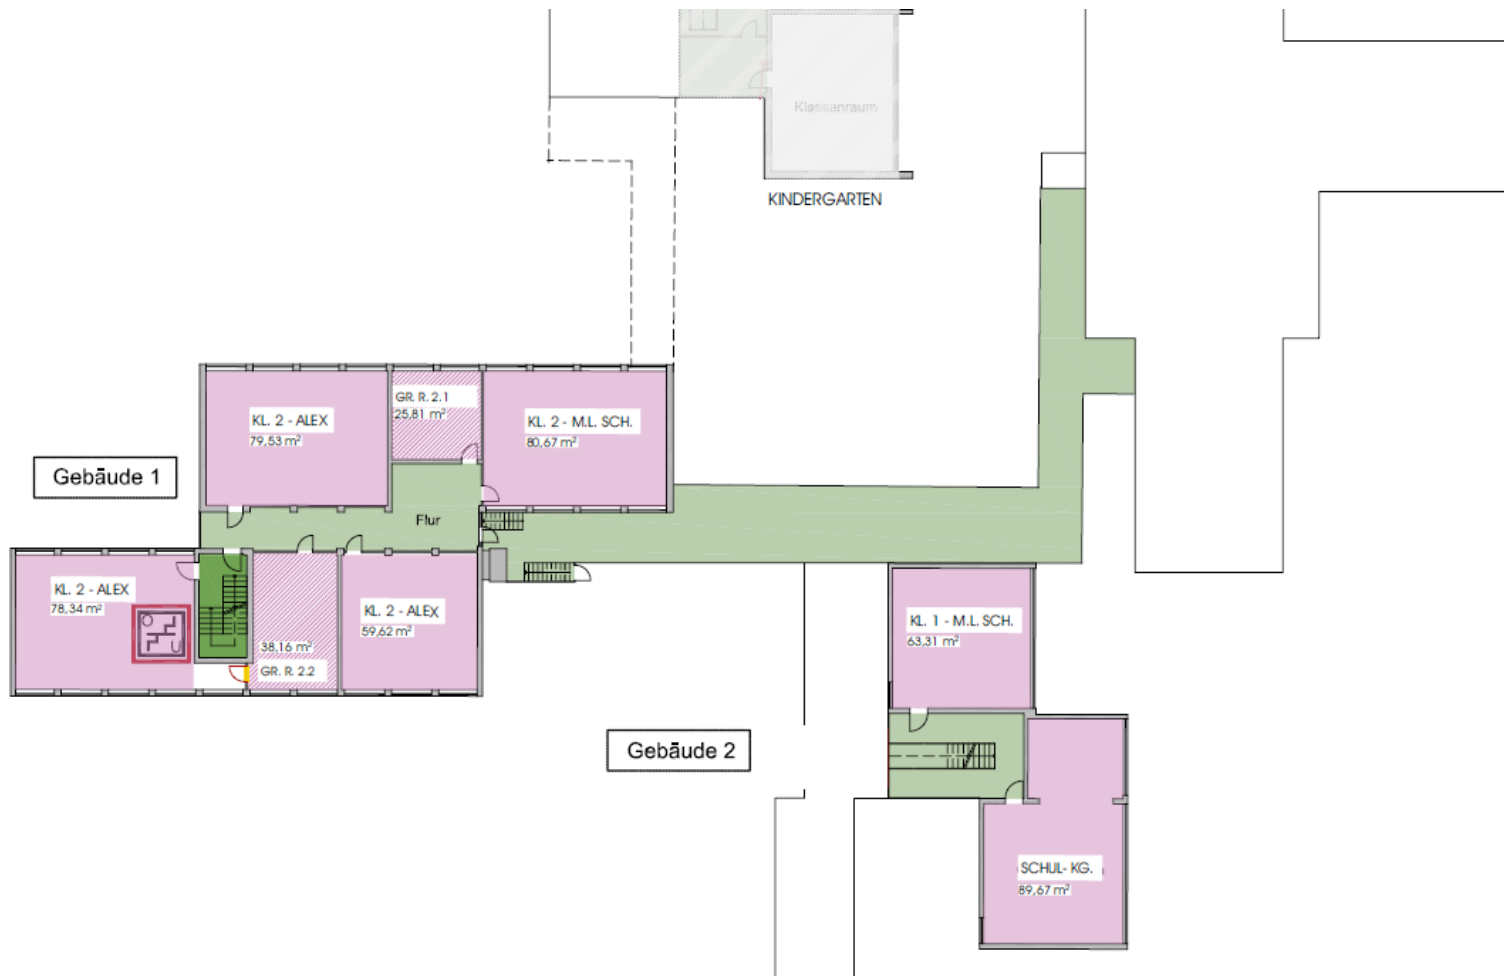 Klassenraum
KINDERGARTEN
KL. 2 - ALEX
79,53 m²
GR. R. 2.1
25,81 m²
KL. 2 - M.L. SCH.
80,67 m²
Gebäude 1
Flur
KL. 2 - ALEX
78,34 m²
38,16 m²
GR. R. 2.2
KL. 2 - ALEX
59,62 m²
KL. 1 - M.L. SCH.
63,31 m²
Gebäude 2
SCHUL- KG.
89,67 m²